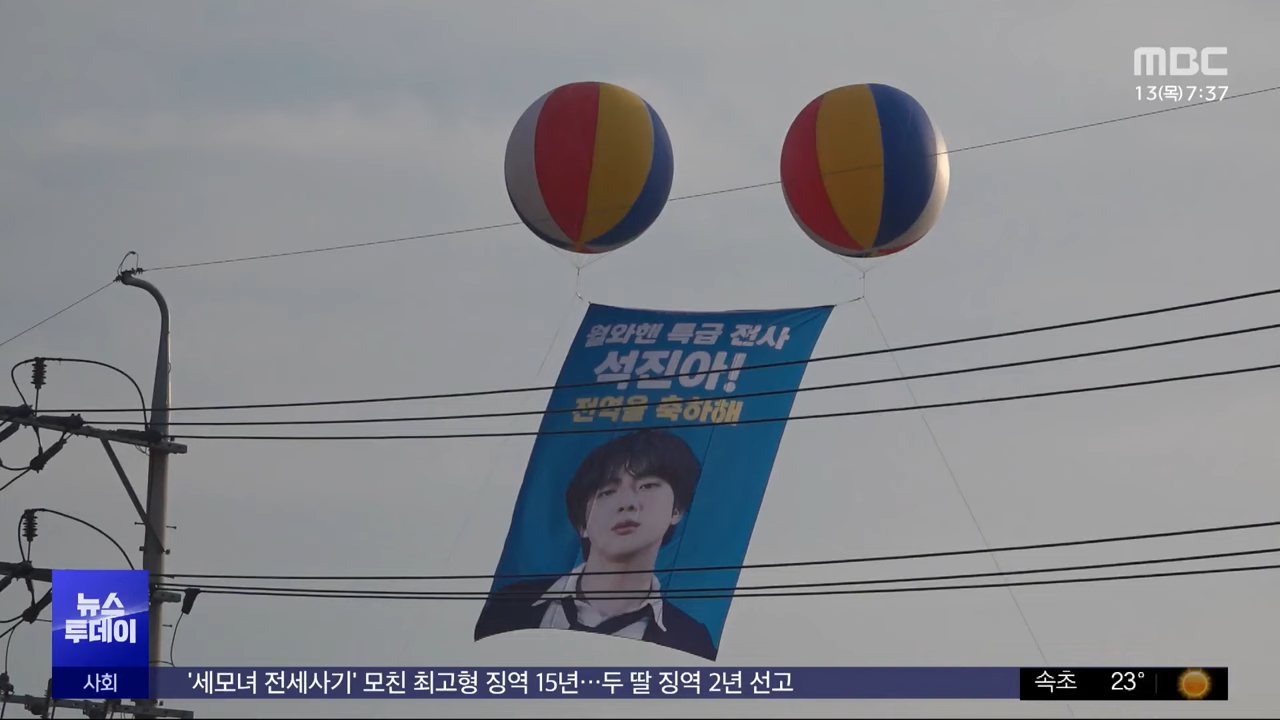 MBC
13(목)7:37
월와핸 특급 전사
석진아!
전역을 축하해
뉴스
투데이
사회
'세모녀 전세사기' 모친 최고형 징역 15년…두 딸 징역 2년 선고
속초 23°